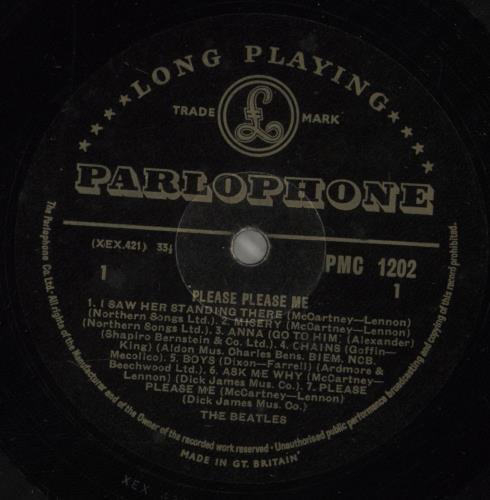 LONG PLAYING
TRADE MARK
£
PARLOPHONE
(XEX.421) 33⅓
1
PMC 1202
1
PLEASE PLEASE ME
1. I SAW HER STANDING THERE (McCartney—Lennon)
(Northern Songs Ltd.) 2. MISERY (McCartney—Lennon)
(Northern Songs Ltd.) 3. ANNA (GO TO HIM) (Alexander)
(Shapiro Bernstein & Co. Ltd.) 4. CHAINS (Goffin—
King) (Aldon Mus. Charles Bens. BIEM. NCB.
Mecolico). 5. BOYS (Dixon—Farrell) (Ardmore &
Beechwood Ltd.) 6. ASK ME WHY (McCartney—
Lennon) (Dick James Mus. Co.) 7. PLEASE
PLEASE ME (McCartney—Lennon)
(Dick James Mus. Co.)
THE BEATLES
The Parlophone Co. Ltd. All rights of the Manufacturer and of the Owner of the recorded work reserved · Unauthorised public performance broadcasting and copying of this record prohibited.
MADE IN GT. BRITAIN
XEX